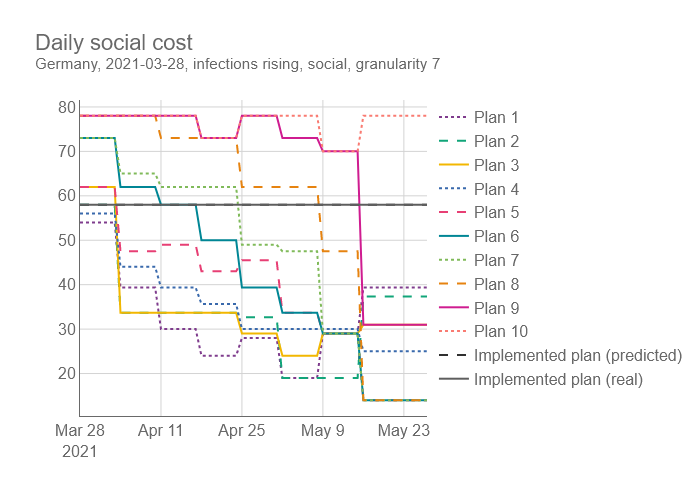 Daily social cost
Germany, 2021-03-28, infections rising, social, granularity 7
80
70
60
50
40
30
20
Mar 28
2021
Apr 11
Apr 25
May 9
May 23
Plan 1
Plan 2
Plan 3
Plan 4
Plan 5
Plan 6
Plan 7
Plan 8
Plan 9
Plan 10
Implemented plan (predicted)
Implemented plan (real)